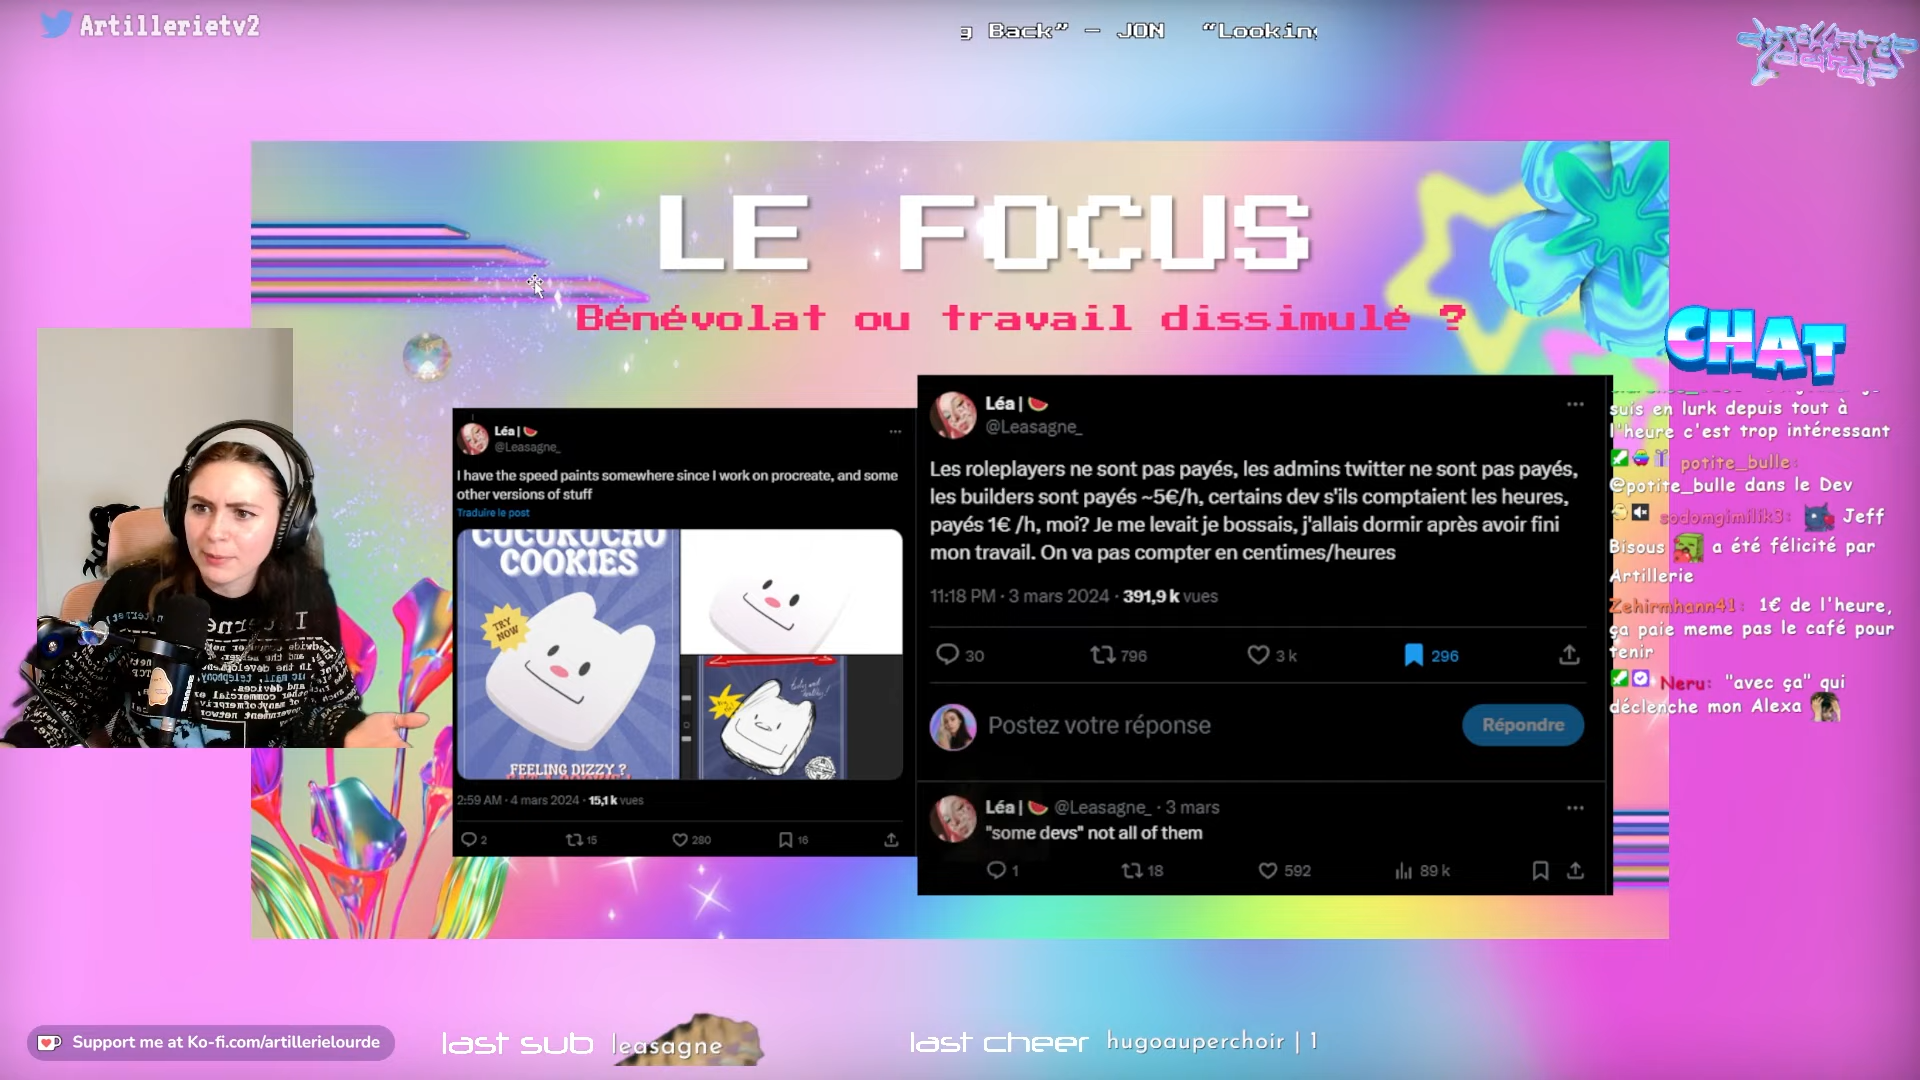 Artillerietv2
g Back” – JON “Looking
LE FOCUS
Bénévolat ou travail dissimulé ?
Léa |
@Leasagne_
I have the speed paints somewhere since I work on procreate, and some
other versions of stuff
Traduire le post
CUCURUCHO
COOKIES
TRY
NOW
FEELING DIZZY ?
2:59 AM · 4 mars 2024 · 15,1 k vues
2
15
280
16
Léa |
@Leasagne_
Les roleplayers ne sont pas payés, les admins twitter ne sont pas payés,
les builders sont payés ~5€/h, certains dev s'ils comptaient les heures,
payés 1€ /h, moi? Je me levait je bossais, j'allais dormir après avoir fini
mon travail. On va pas compter en centimes/heures
11:18 PM · 3 mars 2024 · 391,9 k vues
30
796
3 k
296
Postez votre réponse
Répondre
Léa | @Leasagne_ · 3 mars
"some devs" not all of them
1
18
592
89 k
CHAT
suis en lurk depuis tout à
l'heure c'est trop intéressant
potite_bulle:
@potite_bulle dans le Dev
sodomgimilik3: Jeff
Bisous a été félicité par
Artillerie
Zehirmhann41: 1€ de l'heure,
ça paie meme pas le café pour
tenir
Neru: "avec ça" qui
déclenche mon Alexa
Support me at Ko-fi.com/artillerielourde
last sub leasagne
last cheer hugoauperchoir | 1